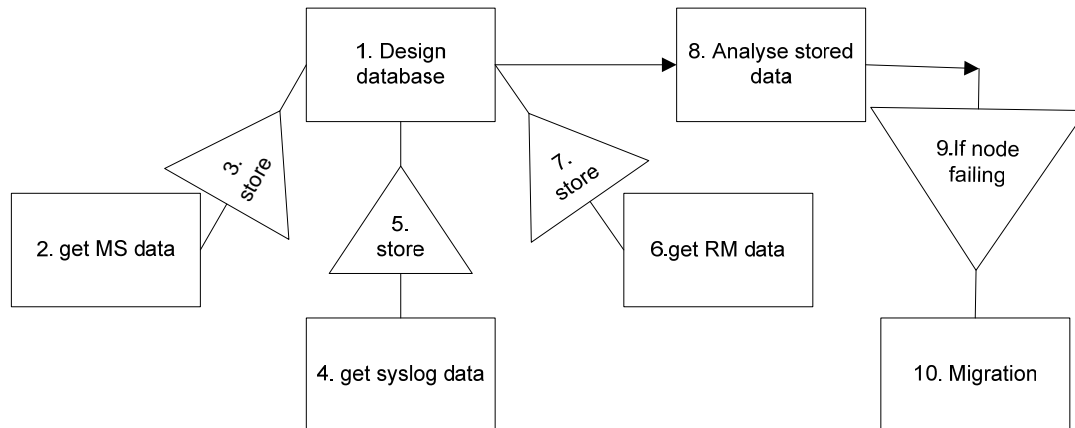 1. Design
database
8. Analyse stored
data
3.
store
7.
store
9.If node
failing
2. get MS data
5.
store
6.get RM data
4. get syslog data
10. Migration